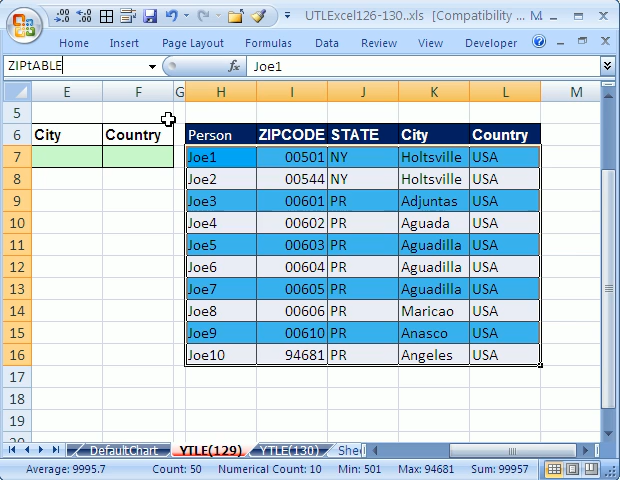 UTLExcel126-130..xls [Compatibility M...
Home Insert Page Layout Formulas Data View Developer
ZIPtABLE fx Joe1
E F G H I J K L M
5
6 City Country Person ZIPCODE STATE City Country
7 Joe1 00501 NY Holtsville USA
8 Joe2 00544 NY Holtsville USA
9 Joe3 00601 PR Adjuntas USA
10 Joe4 00602 PR Aguada USA
11 Joe5 00603 PR Aguadilla USA
12 Joe6 00604 PR Aguadilla USA
13 Joe7 00605 PR Aguadilla USA
14 Joe8 00606 PR Maricao USA
15 Joe9 00610 PR Anasco USA
16 Joe10 94681 PR Angeles USA
17
18
19
DefaultChart YTLE(129) YTLE(130) Shee
Average: 9995.7 Count: 50 Numerical Count: 10 Min: 501 Max: 94681 Sum: 99957